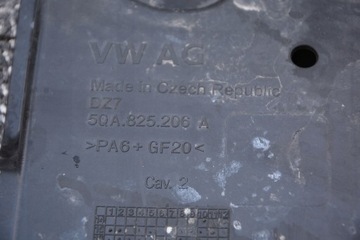 VW AG
Made in Czech Republic
DZ7
5QA.825.206 A
>PA6+GF20<
Cav. 2